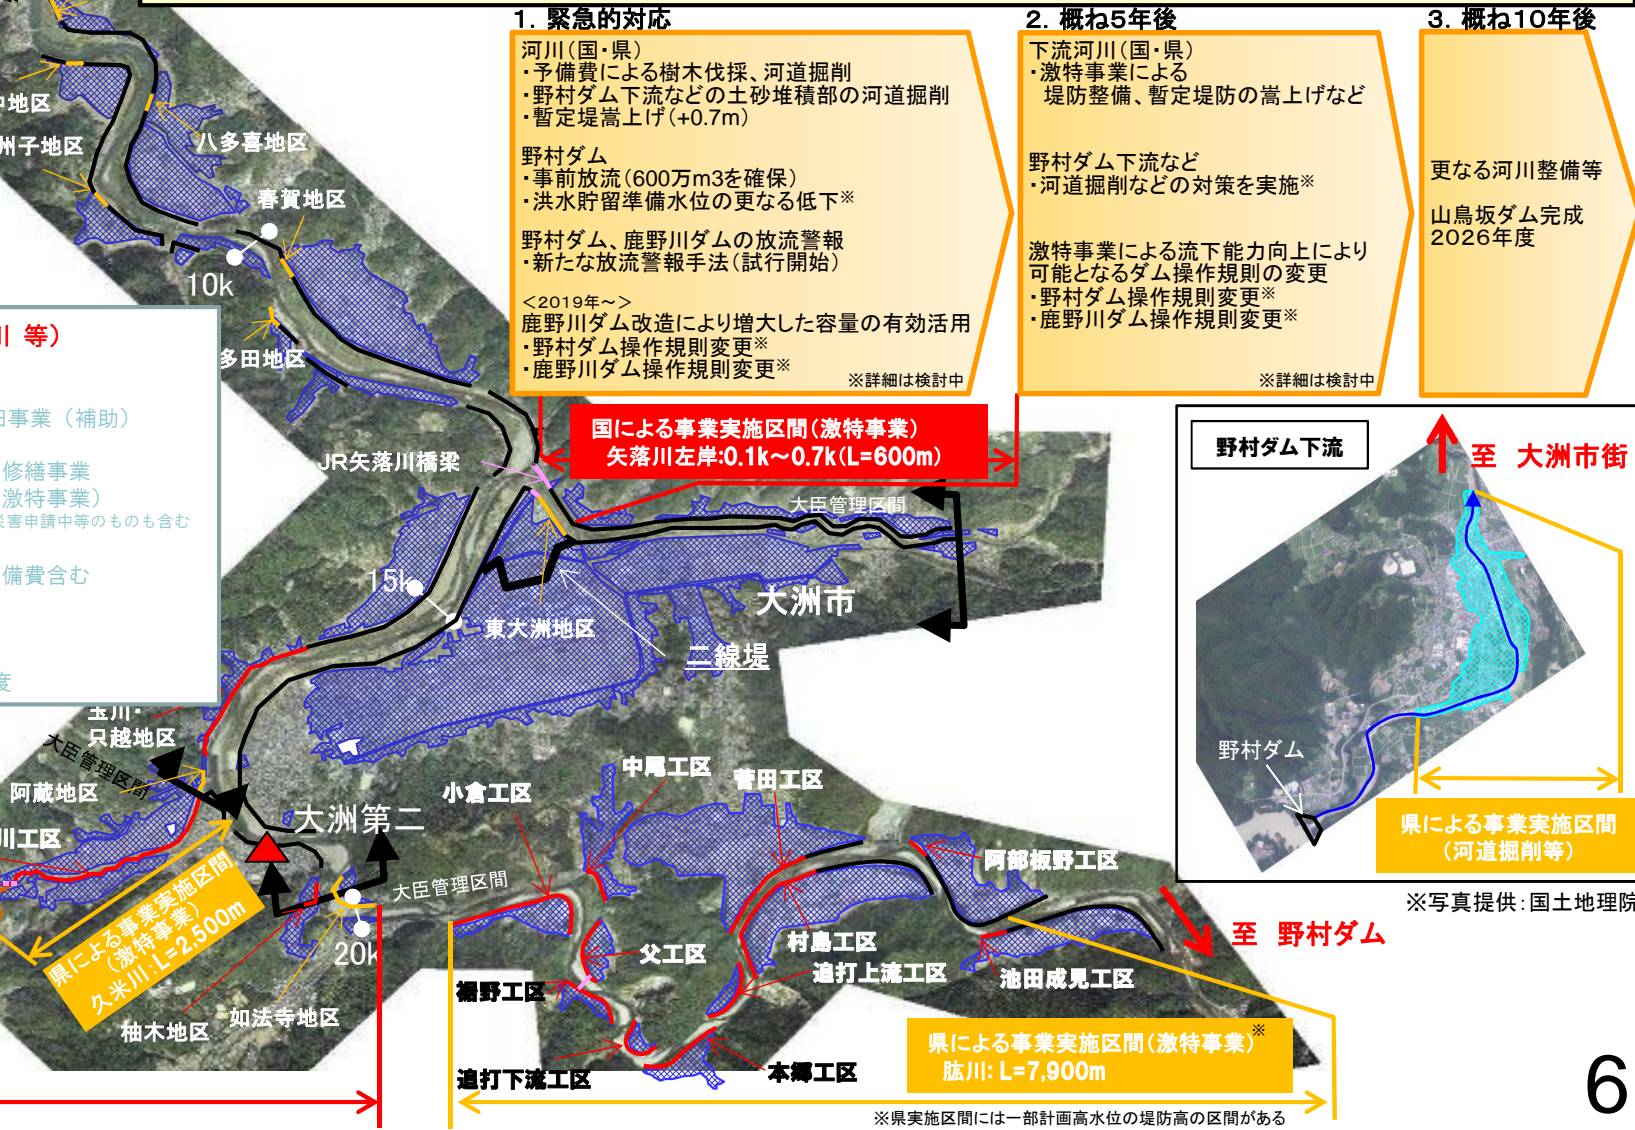 1. 緊急的対応
河川(国・県)
・予備費による樹木伐採、河道掘削
・野村ダム下流などの土砂堆積部の河道掘削
・暫定堤嵩上げ(+0.7m)
野村ダム
・事前放流(600万m3を確保)
・洪水貯留準備水位の更なる低下※
野村ダム、鹿野川ダムの放流警報
・新たな放流警報手法(試行開始)
<2019年~>
鹿野川ダム改造により増大した容量の有効活用
・野村ダム操作規則変更※
・鹿野川ダム操作規則変更※
※詳細は検討中
2. 概ね5年後
下流河川(国・県)
・激特事業による
堤防整備、暫定堤防の嵩上げなど
野村ダム下流など
・河道掘削などの対策を実施※
激特事業による流下能力向上により
可能となるダム操作規則の変更
・野村ダム操作規則変更※
・鹿野川ダム操作規則変更※
※詳細は検討中
3. 概ね10年後
更なる河川整備等
山鳥坂ダム完成
2026年度
中地区
州子地区
八多喜地区
春賀地区
10k
川 等)
多田地区
旧事業(補助)
修繕事業
激特事業)
災害申請中等のものも含む
備費含む
度
JR矢落川橋梁
国による事業実施区間(激特事業)
矢落川左岸:0.1k~0.7k(L=600m)
大臣管理区間
15k
大洲市
東大洲地区
二線堤
玉川・
只越地区
大臣管理区間
阿蔵地区
川工区
大洲第二
大臣管理区間
20k
県による事業実施区間
(激特事業)
久米川:L=2,500m
柚木地区
如法寺地区
小倉工区
中尾工区
菅田工区
阿部板野工区
父工区
村島工区
追打上流工区
池田成見工区
裾野工区
追打下流工区
本郷工区
至 野村ダム
県による事業実施区間(激特事業)※
肱川: L=7,900m
※県実施区間には一部計画高水位の堤防高の区間がある
野村ダム下流
至 大洲市街
野村ダム
県による事業実施区間
(河道掘削等)
※写真提供:国土地理院
6